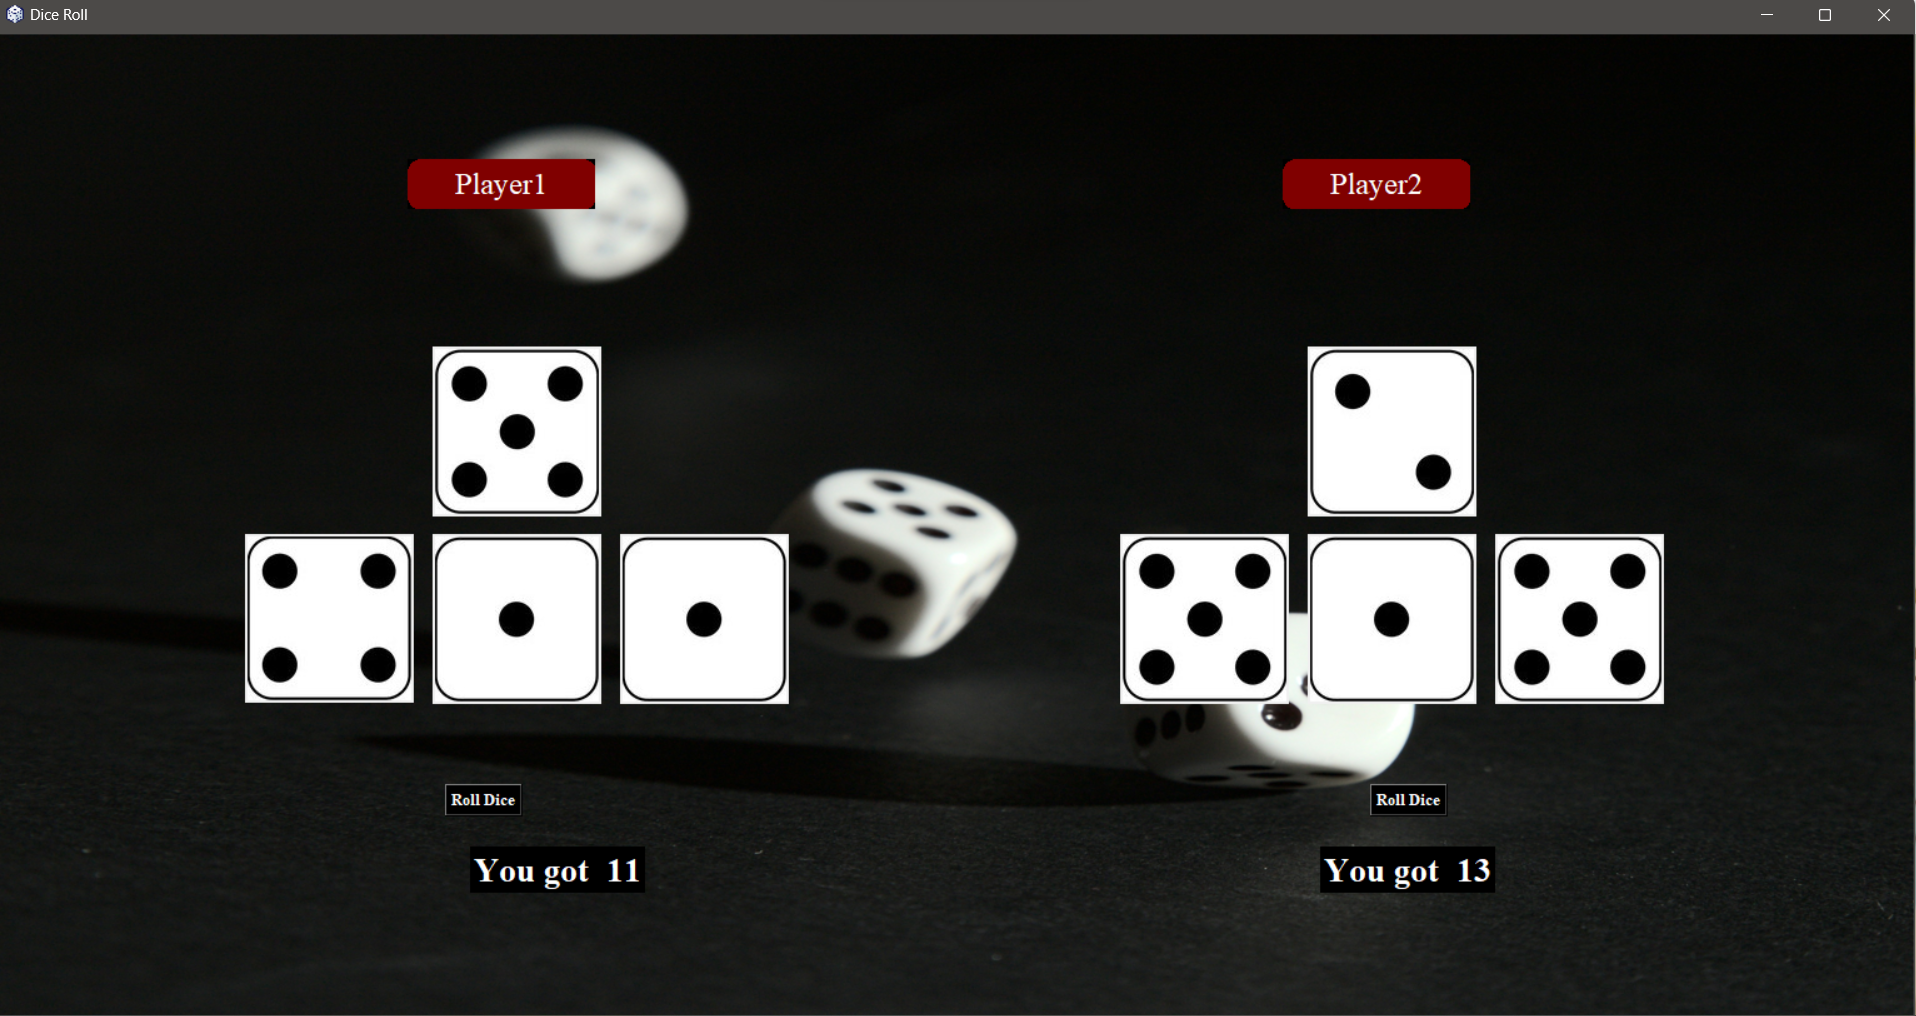 Dice Roll
Player1
Player2
Roll Dice
Roll Dice
You got  11
You got  13